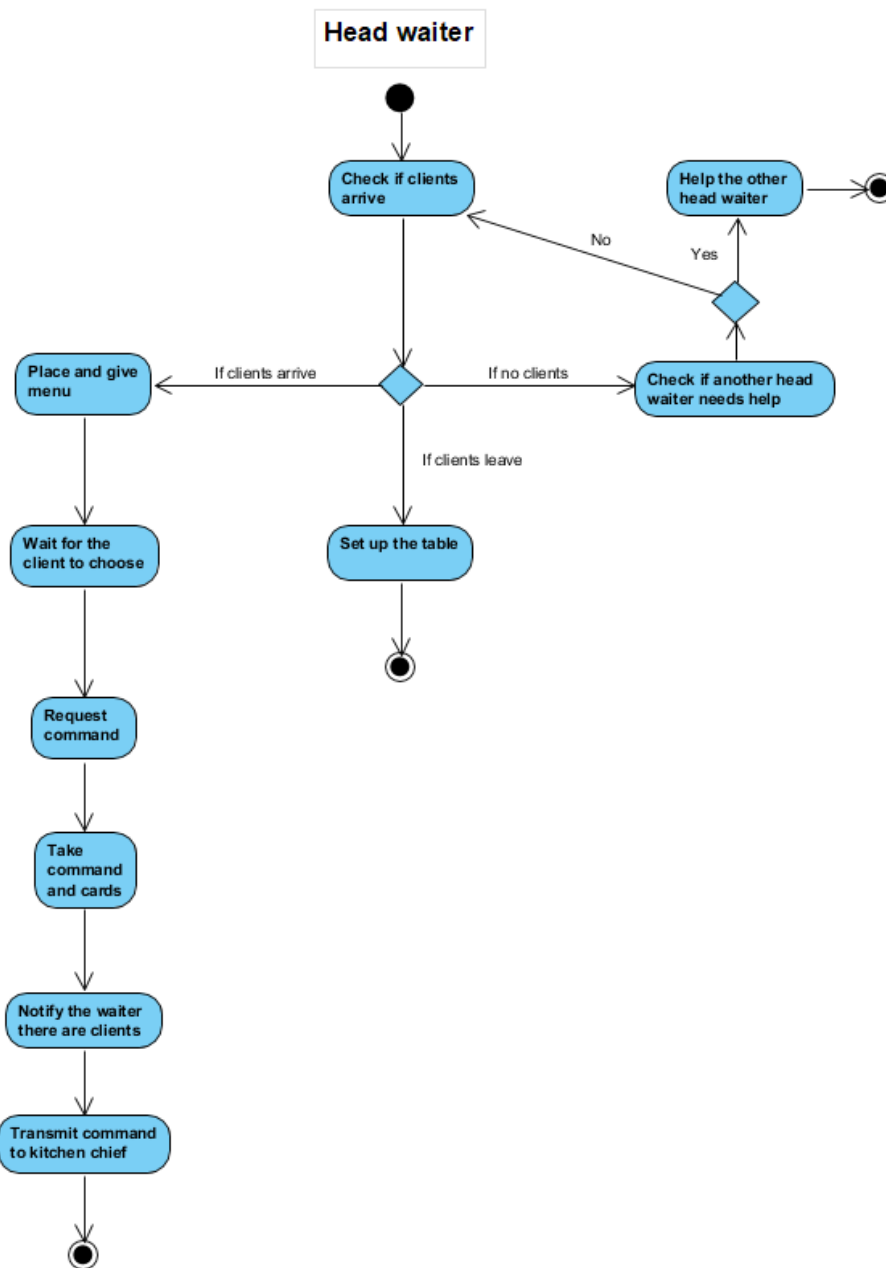 Head waiter
Check if clients
arrive
Help the other
head waiter
No
Yes
Place and give
menu
If clients arrive
If no clients
Check if another head
waiter needs help
If clients leave
Wait for the
client to choose
Set up the table
Request
command
Take
command
and cards
Notify the waiter
there are clients
Transmit command
to kitchen chief